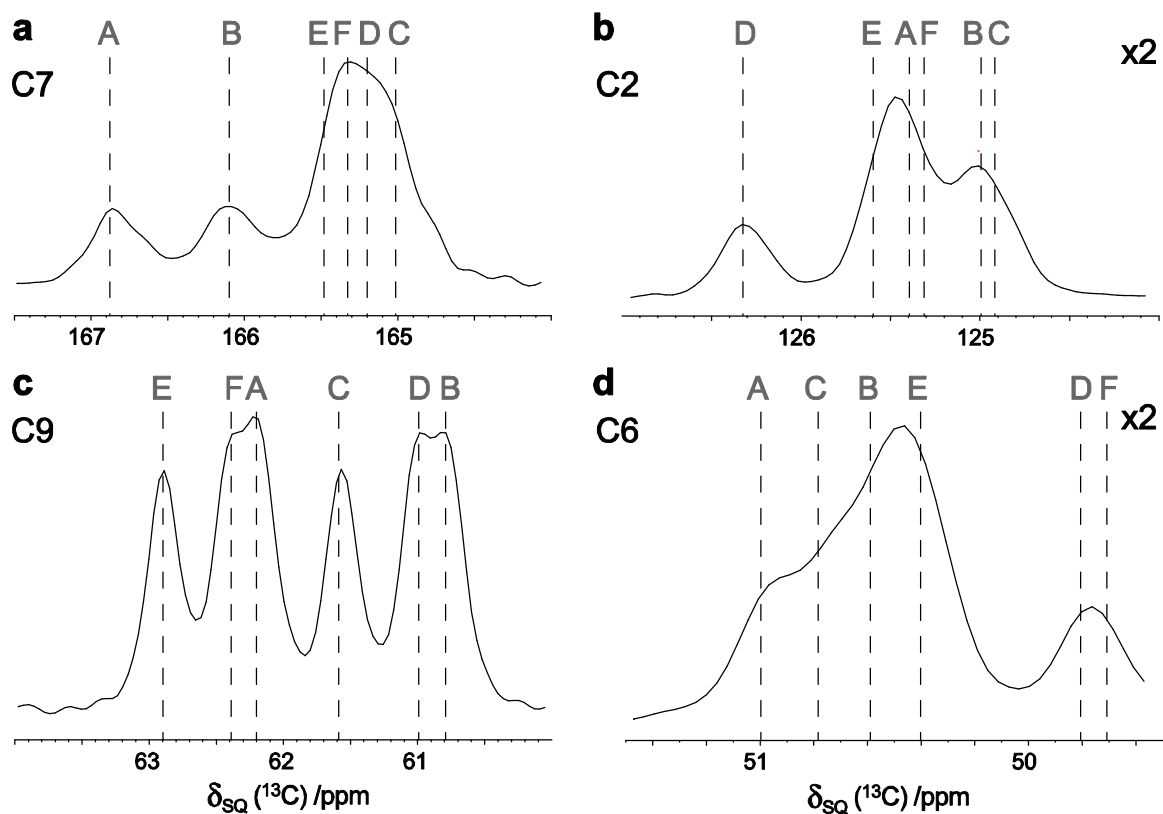 a
A B E F D C
C7
167 166 165
b
D E A F B C
x2
C2
126 125
c
E F A C D B
C9
63 62 61
δSQ (¹³C) /ppm
d
A C B E D F
x2
C6
51 50
δSQ (¹³C) /ppm